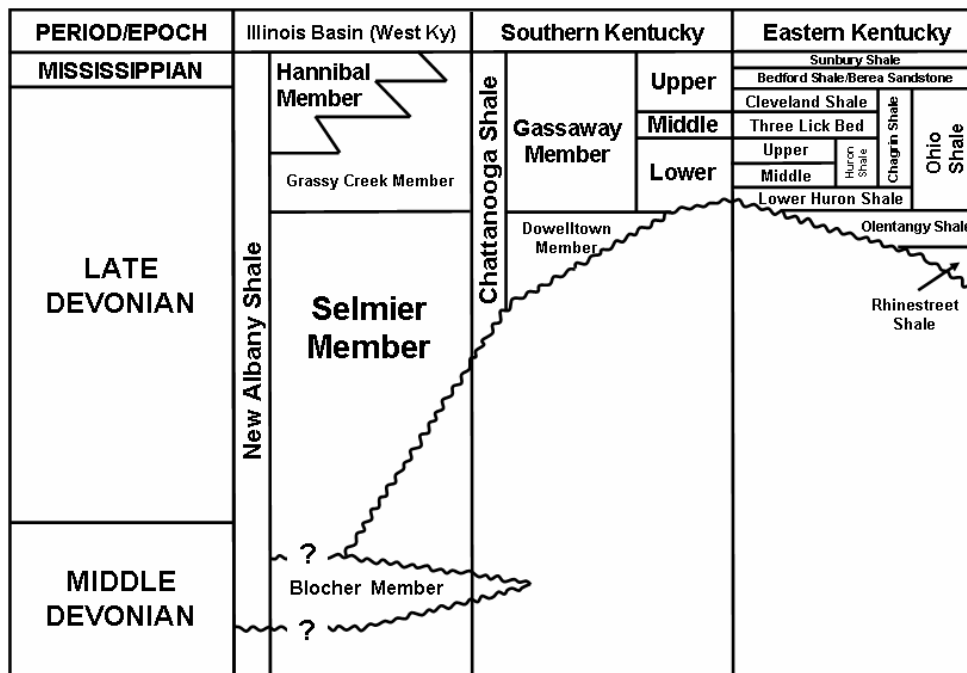 PERIOD/EPOCH
Illinois Basin (West Ky)
Southern Kentucky
Eastern Kentucky
MISSISSIPPIAN
LATE
DEVONIAN
MIDDLE
DEVONIAN
New Albany Shale
Hannibal
Member
Grassy Creek Member
Selmier
Member
?
Blocher Member
?
Chattanooga Shale
Gassaway
Member
Dowelltown
Member
Upper
Middle
Lower
Sunbury Shale
Bedford Shale/Berea Sandstone
Cleveland Shale
Three Lick Bed
Upper
Middle
Huron
Shale
Chagrin Shale
Ohio
Shale
Lower Huron Shale
Olentangy Shale
Rhinestreet
Shale